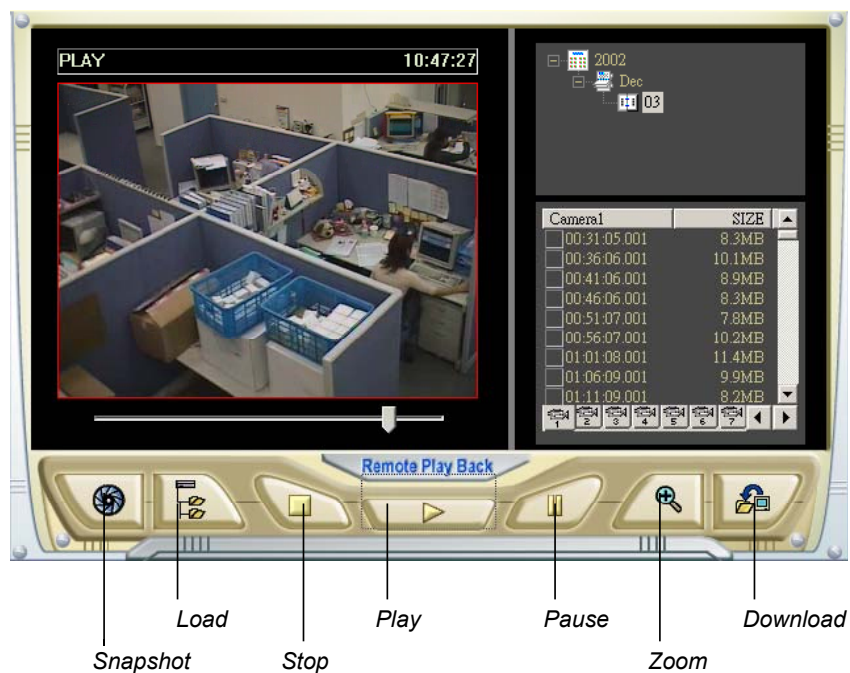 PLAY 10:47:27
2002
Dec
03
Camera1 SIZE
00:31:05.001 8.3MB
00:36:06.001 10.1MB
00:41:06.001 8.9MB
00:46:06.001 8.3MB
00:51:07.001 7.8MB
00:56:07.001 10.2MB
01:01:08.001 11.4MB
01:06:09.001 9.9MB
01:11:09.001 8.2MB
1 2 3 4 5 6 7
Remote Play Back
Load Play Pause Download
Snapshot Stop Zoom